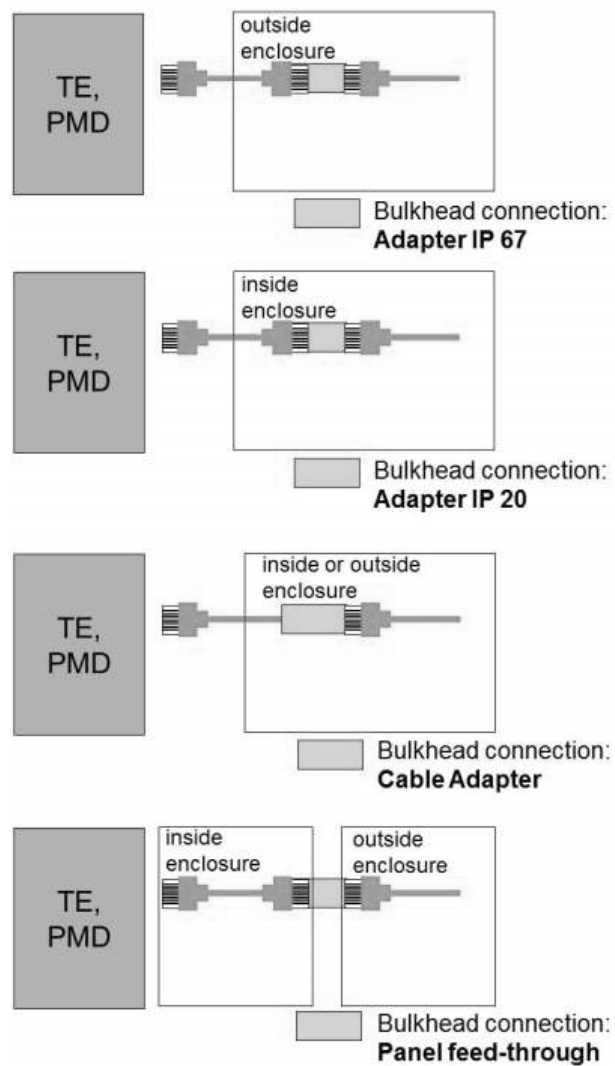 outside
enclosure
TE,
PMD
Bulkhead connection:
Adapter IP 67
inside
enclosure
TE,
PMD
Bulkhead connection:
Adapter IP 20
inside or outside
enclosure
TE,
PMD
Bulkhead connection:
Cable Adapter
inside
enclosure
outside
enclosure
TE,
PMD
Bulkhead connection:
Panel feed-through